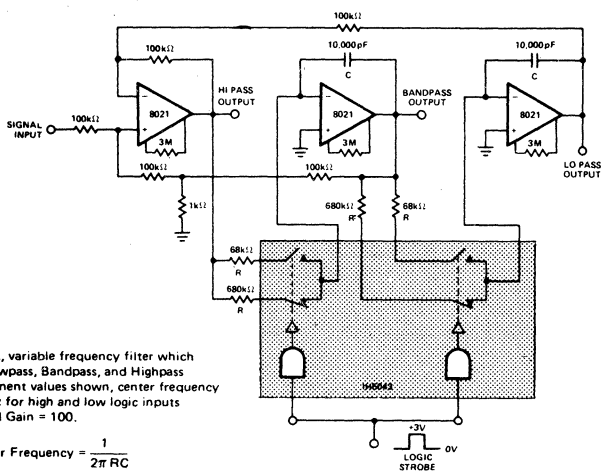 100kΩ
100kΩ
10,000pF
C
10,000pF
C
HI PASS
OUTPUT
BANDPASS
OUTPUT
8021
8021
8021
SIGNAL
INPUT
100kΩ
3M
3M
3M
LO PASS
OUTPUT
100kΩ
100kΩ
1kΩ
680kΩ
R
68kΩ
R
68kΩ
R
680kΩ
R
, variable frequency filter which
wpass, Bandpass, and Highpass
nent values shown, center frequency
for high and low logic inputs
Gain = 100.
IH5043
r Frequency = 1 / 2π RC
+3V
0V
LOGIC
STROBE